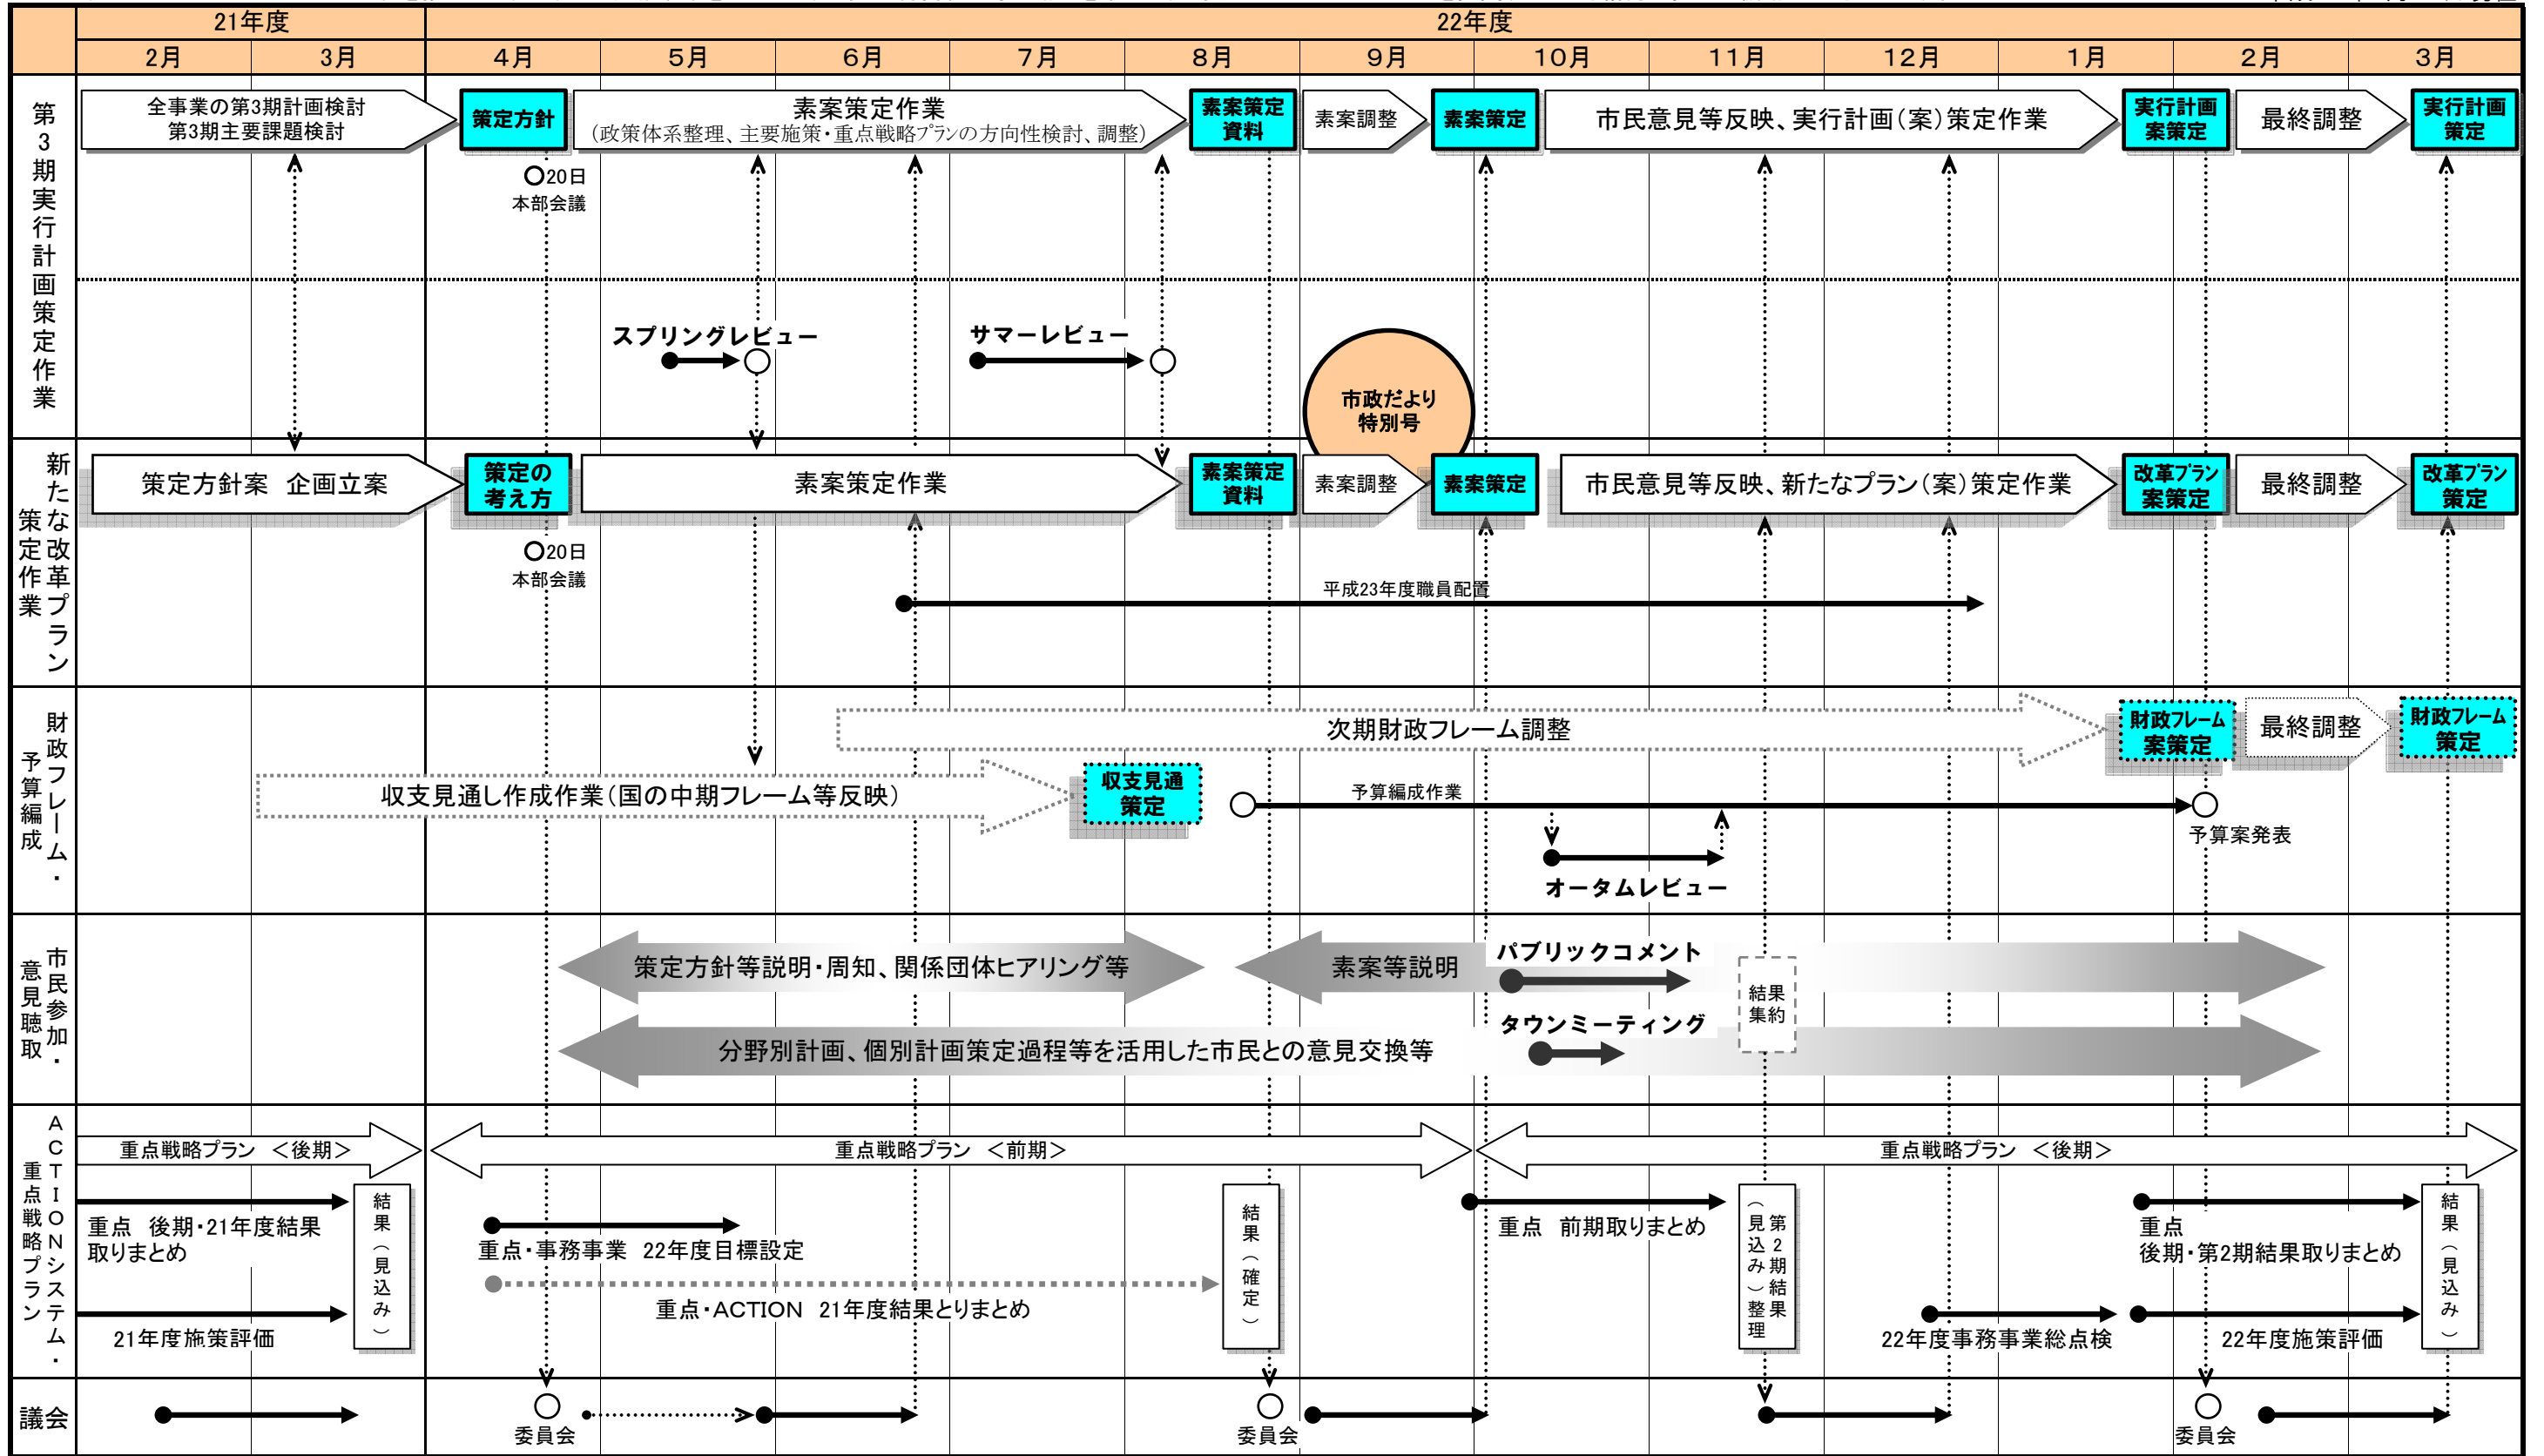 21年度
22年度
2月
3月
4月
5月
6月
7月
8月
9月
10月
11月
12月
1月
2月
3月
第3期実行計画策定作業
全事業の第3期計画検討
第3期主要課題検討
策定方針
素案策定作業
（政策体系整理、主要施策・重点戦略プランの方向性検討、調整）
素案策定
資料
素案調整
素案策定
市民意見等反映、実行計画（案）策定作業
実行計画
案策定
最終調整
実行計画
策定
20日
本部会議
スプリングレビュー
サマーレビュー
市政だより
特別号
新たな改革プラン
策定作業
策定方針案 企画立案
策定の
考え方
素案策定作業
素案策定
資料
素案調整
素案策定
市民意見等反映、新たなプラン（案）策定作業
改革プラン
案策定
最終調整
改革プラン
策定
20日
本部会議
平成23年度職員配置
財政フレーム・
予算編成
次期財政フレーム調整
財政フレーム
案策定
最終調整
財政フレーム
策定
収支見通し作成作業（国の中期フレーム等反映）
収支見通
策定
予算編成作業
予算案発表
オータムレビュー
市民参加・
意見聴取
策定方針等説明・周知、関係団体ヒアリング等
素案等説明
パブリックコメント
結果
集約
タウンミーティング
分野別計画、個別計画策定過程等を活用した市民との意見交換等
ACTIONシステム・
重点戦略プラン
重点戦略プラン ＜後期＞
重点戦略プラン ＜前期＞
重点戦略プラン ＜後期＞
重点 後期・21年度結果
取りまとめ
21年度施策評価
結果（見込み）
重点・事務事業 22年度目標設定
重点・ACTION 21年度結果とりまとめ
結果（確定）
重点 前期取りまとめ
第2期結果
（見込み）整理
重点
後期・第2期結果取りまとめ
22年度事務事業総点検
22年度施策評価
結果（見込み）
議会
委員会
委員会
委員会